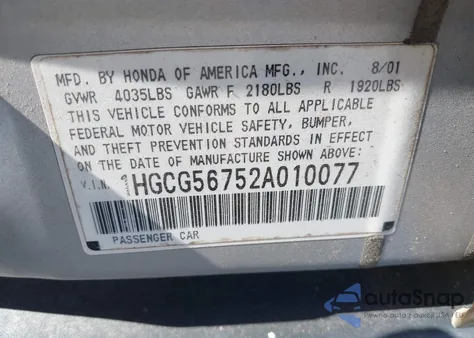 MFD. BY HONDA OF AMERICA MFG., INC. 8/01
GVWR 4035LBS GAWR F 2180LBS R 1920LBS
THIS VEHICLE CONFORMS TO ALL APPLICABLE
FEDERAL MOTOR VEHICLE SAFETY, BUMPER,
AND THEFT PREVENTION STANDARDS IN EFFECT
ON THE DATE OF MANUFACTURE SHOWN ABOVE:
V.I.N. 1HGCG56752A010077
PASSENGER CAR
autoSnap